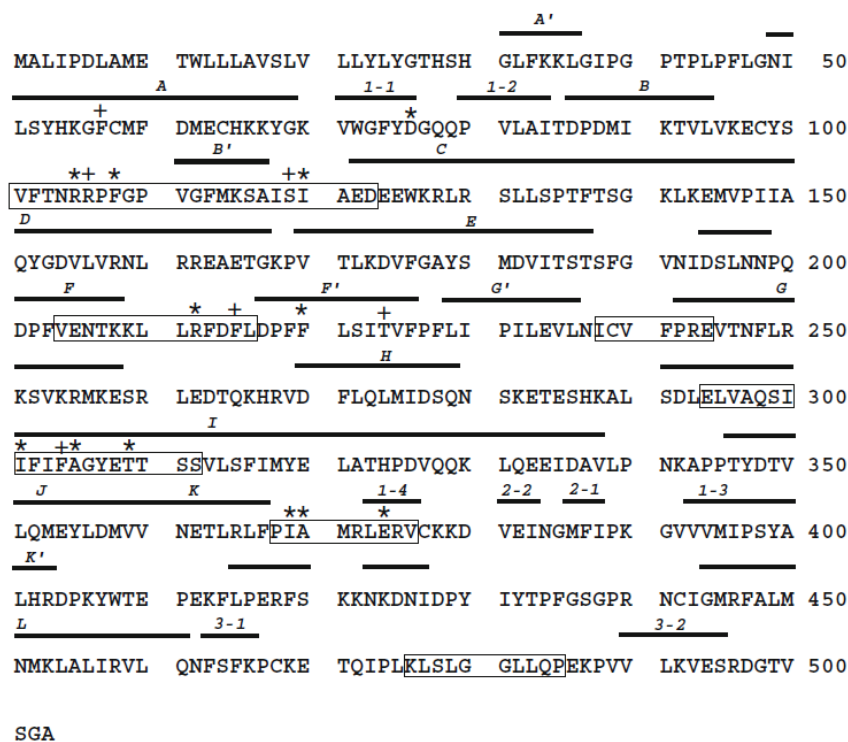 A'
MALIPDLAME TWLLLAVSLV LLYLYGTHSH GLFKKLGIPG PTPLPFLGNI 50
A 1-1 1-2 B
+ *
LSYHKGFCMF DMECHKKYGK VWGFYDGQQP VLAITDPDMI KTVLVKECYS 100
B' C
*+ * +*
VFTNRRPFGP VGFMKSAISI AEDEEWKRLR SLLSPTFTSG KLKEMVPIIA 150
D E
QYGDVLVRNL RREAETGKPV TLKDVFGAYS MDVITSTSFG VNIDSLNNPQ 200
F F' G' G
* + * +
DPFVENTKKL LRFDFLDPFF LSITVFPFLI PILEVLNICV FPREVTNFLR 250
H
KSVKRMKESR LEDTQKHRVD FLQLMIDSQN SKETESHKAL SDLELVAQSI 300
I
* +* *
IFIFAGYETT SSVLSFIMYE LATHPDVQQK LQEEIDAVLP NKAPPTYDTV 350
J K 1-4 2-2 2-1 1-3
** *
LQMEYLDMVV NETLRLFPIA MRLERVCKKD VEINGMFIPK GVVVMIPSYA 400
K'
LHRDPKYWTE PEKFLPERFS KKNKDNIDPY IYTPFGSGPR NCIGMRFALM 450
L 3-1 3-2
NMKLALIRVL QNFSFKPCKE TQIPLKLSLG GLLQPEKPVV LKVESRDGTV 500
SGA